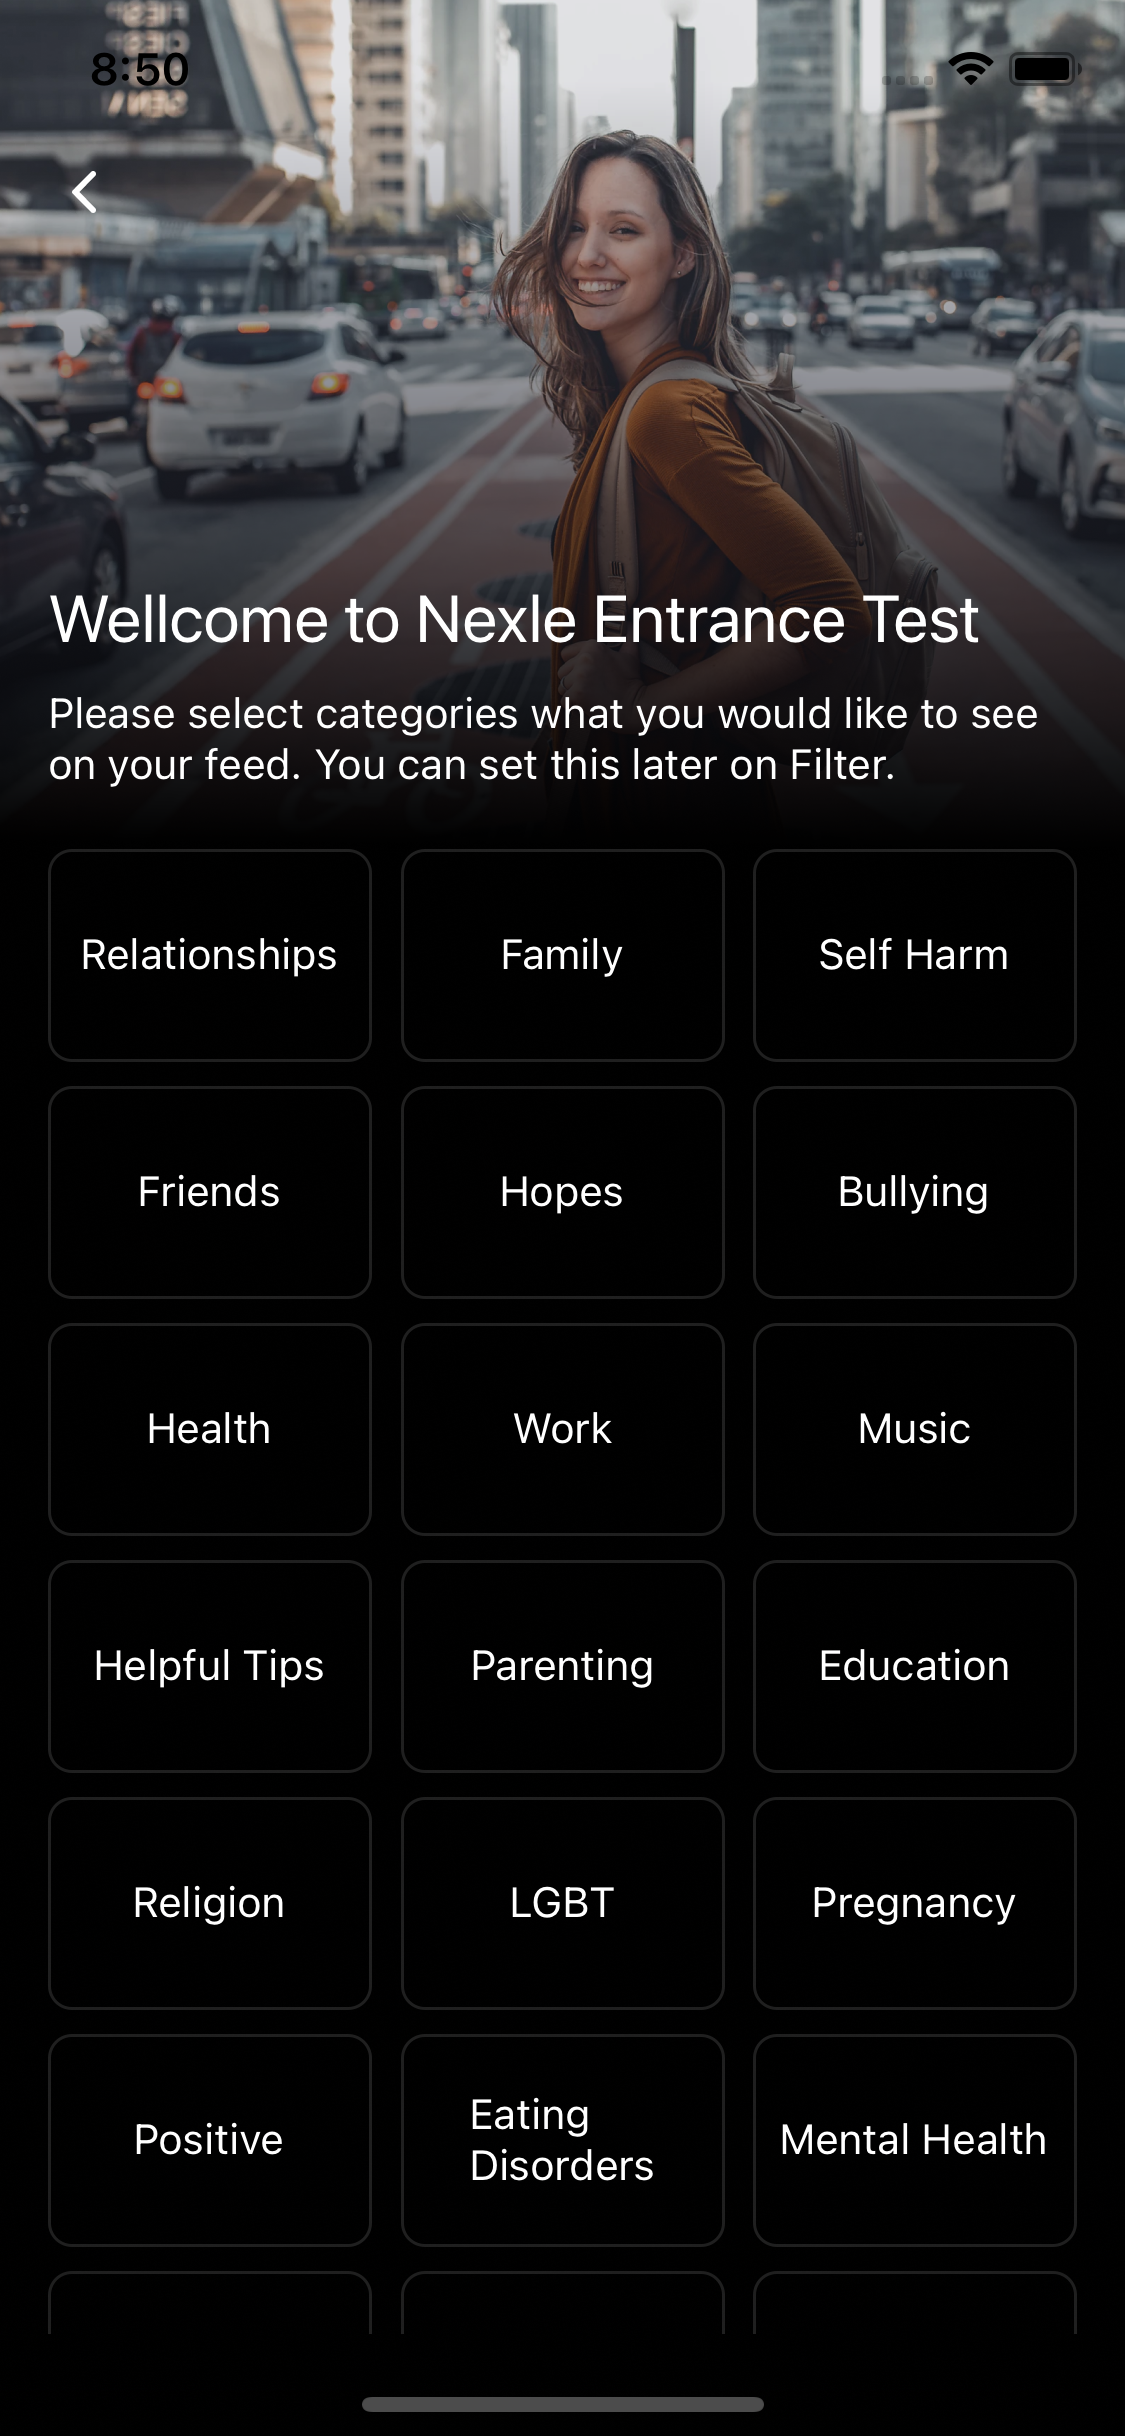 8:50
Wellcome to Nexle Entrance Test
Please select categories what you would like to see
on your feed. You can set this later on Filter.
Relationships
Family
Self Harm
Friends
Hopes
Bullying
Health
Work
Music
Helpful Tips
Parenting
Education
Religion
LGBT
Pregnancy
Positive
Eating
Disorders
Mental Health